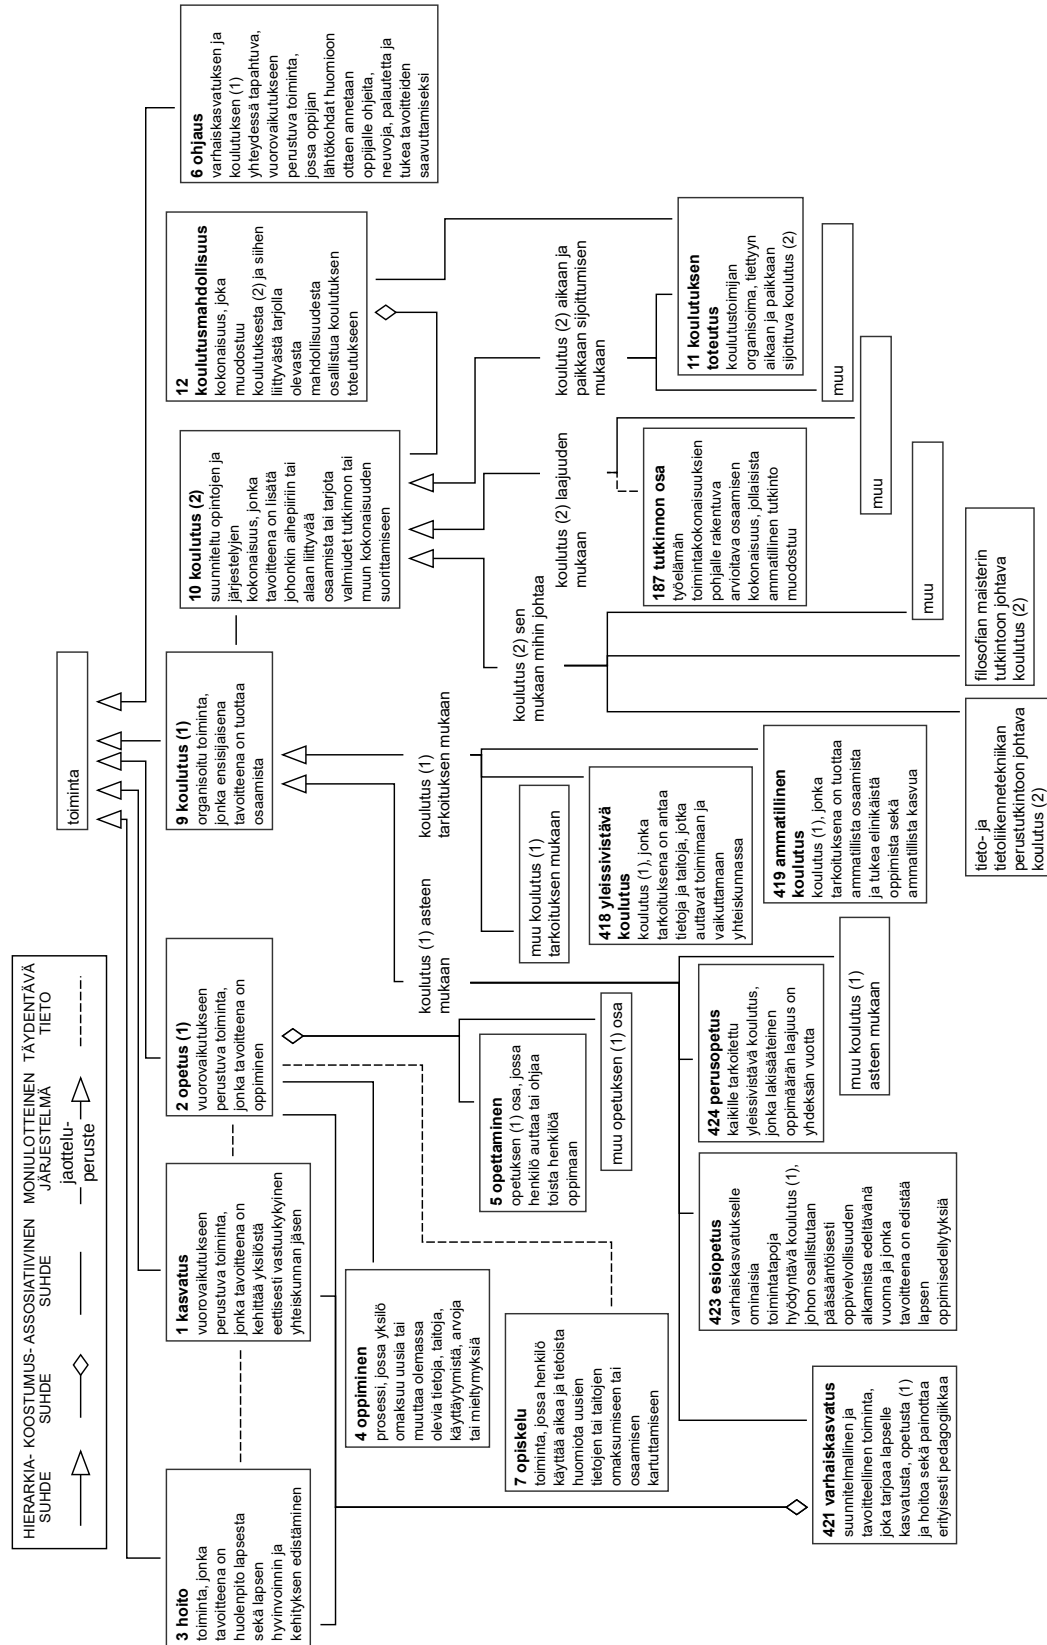 HIERARKIA- KOOSTUMUS- ASSOSIATIIVINEN MONIULOTTEINEN TÄYDENTÄVÄ
SUHDE SUHDE SUHDE JÄRJESTELMÄ TIETO
jaottelu-
peruste
toiminta
3 hoito
toiminta, jonka
tavoitteena on
huolenpito lapsesta
sekä lapsen
hyvinvoinnin ja
kehityksen edistäminen
1 kasvatus
vuorovaikutukseen
perustuva toiminta,
jonka tavoitteena on
kehittää yksilöstä
eettisesti vastuukykyinen
yhteiskunnan jäsen
2 opetus (1)
vuorovaikutukseen
perustuva toiminta,
jonka tavoitteena on
oppiminen
9 koulutus (1)
organisoitu toiminta,
jonka ensisijaisena
tavoitteena on tuottaa
osaamista
10 koulutus (2)
suunniteltu opintojen ja
järjestelyjen
kokonaisuus, jonka
tavoitteena on lisätä
johonkin aihepiiriin tai
alaan liittyvää
osaamista tai tarjota
valmiudet tutkinnon tai
muun kokonaisuuden
suorittamiseen
12
koulutusmahdollisuus
kokonaisuus, joka
muodostuu
koulutuksesta (2) ja siihen
liittyvästä tarjolla
olevasta
mahdollisuudesta
osallistua koulutuksen
toteutukseen
6 ohjaus
varhaiskasvatuksen ja
koulutuksen (1)
yhteydessä tapahtuva,
vuorovaikutukseen
perustuva toiminta,
jossa oppijan
lähtökohdat huomioon
ottaen annetaan
oppijalle ohjeita,
neuvoja, palautetta ja
tukea tavoitteiden
saavuttamiseksi
4 oppiminen
prosessi, jossa yksilö
omaksuu uusia tai
muuttaa olemassa
olevia tietoja, taitoja,
käyttäytymistä, arvoja
tai mieltymyksiä
7 opiskelu
toiminta, jossa henkilö
käyttää aikaa ja tietoista
huomiota uusien
tietojen tai taitojen
omaksumiseen tai
osaamisen
kartuttamiseen
5 opettaminen
opetuksen (1) osa, jossa
henkilö auttaa tai ohjaa
toista henkilöä
oppimaan
muu opetuksen (1) osa
koulutus (1) asteen
mukaan
koulutus (1)
tarkoituksen mukaan
muu koulutus (1)
tarkoituksen mukaan
418 yleissivistävä
koulutus
koulutus (1), jonka
tarkoituksena on antaa
tietoja ja taitoja, jotka
auttavat toimimaan ja
vaikuttamaan
yhteiskunnassa
419 ammatillinen
koulutus
koulutus (1), jonka
tarkoituksena on tuottaa
ammatillista osaamista
ja tukea elinikäistä
oppimista sekä
ammatillista kasvua
koulutus (2) sen
mukaan mihin johtaa
koulutus (2) laajuuden
mukaan
koulutus (2) aikaan ja
paikkaan sijoittumisen
mukaan
187 tutkinnon osa
työelämän
toimintakokonaisuuksien
pohjalle rakentuva
arvioitava osaamisen
kokonaisuus, jollaisista
ammatillinen tutkinto
muodostuu
11 koulutuksen
toteutus
koulutustoimijan
organisoima, tiettyyn
aikaan ja paikkaan
sijoittuva koulutus (2)
muu
muu
muu
421 varhaiskasvatus
suunnitelmallinen ja
tavoitteellinen toiminta,
joka tarjoaa lapselle
kasvatusta, opetusta (1)
ja hoitoa sekä painottaa
erityisesti pedagogiikkaa
423 esiopetus
varhaiskasvatukselle
ominaisia
toimintatapoja
hyödyntävä koulutus (1),
johon osallistutaan
pääsääntöisesti
oppivelvollisuuden
alkamista edeltävänä
vuonna ja jonka
tavoitteena on edistää
lapsen
oppimisedellytyksiä
424 perusopetus
kaikille tarkoitettu
yleissivistävä koulutus,
jonka lakisääteinen
oppimäärän laajuus on
yhdeksän vuotta
muu koulutus (1)
asteen mukaan
tieto- ja
tietoliikennetekniikan
perustutkintoon johtava
koulutus (2)
filosofian maisterin
tutkintoon johtava
koulutus (2)